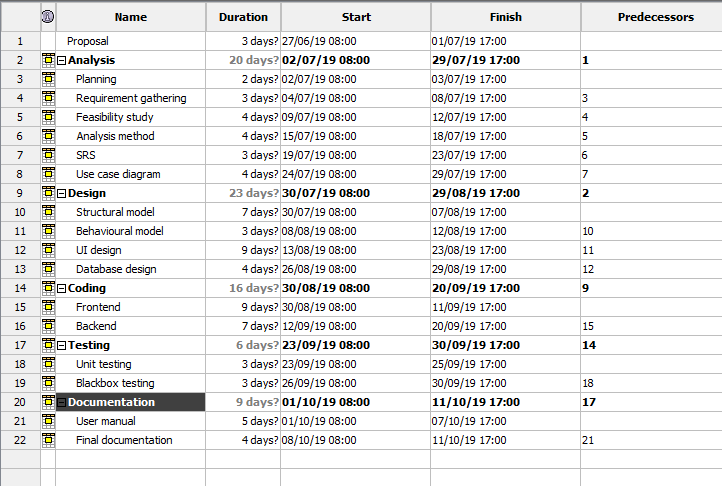 Name Duration Start Finish Predecessors
1 Proposal 3 days? 27/06/19 08:00 01/07/19 17:00
2 Analysis 20 days? 02/07/19 08:00 29/07/19 17:00 1
3 Planning 2 days? 02/07/19 08:00 03/07/19 17:00
4 Requirement gathering 3 days? 04/07/19 08:00 08/07/19 17:00 3
5 Feasibility study 4 days? 09/07/19 08:00 12/07/19 17:00 4
6 Analysis method 4 days? 15/07/19 08:00 18/07/19 17:00 5
7 SRS 3 days? 19/07/19 08:00 23/07/19 17:00 6
8 Use case diagram 4 days? 24/07/19 08:00 29/07/19 17:00 7
9 Design 23 days? 30/07/19 08:00 29/08/19 17:00 2
10 Structural model 7 days? 30/07/19 08:00 07/08/19 17:00
11 Behavioural model 3 days? 08/08/19 08:00 12/08/19 17:00 10
12 UI design 9 days? 13/08/19 08:00 23/08/19 17:00 11
13 Database design 4 days? 26/08/19 08:00 29/08/19 17:00 12
14 Coding 16 days? 30/08/19 08:00 20/09/19 17:00 9
15 Frontend 9 days? 30/08/19 08:00 11/09/19 17:00
16 Backend 7 days? 12/09/19 08:00 20/09/19 17:00 15
17 Testing 6 days? 23/09/19 08:00 30/09/19 17:00 14
18 Unit testing 3 days? 23/09/19 08:00 25/09/19 17:00
19 Blackbox testing 3 days? 26/09/19 08:00 30/09/19 17:00 18
20 Documentation 9 days? 01/10/19 08:00 11/10/19 17:00 17
21 User manual 5 days? 01/10/19 08:00 07/10/19 17:00
22 Final documentation 4 days? 08/10/19 08:00 11/10/19 17:00 21